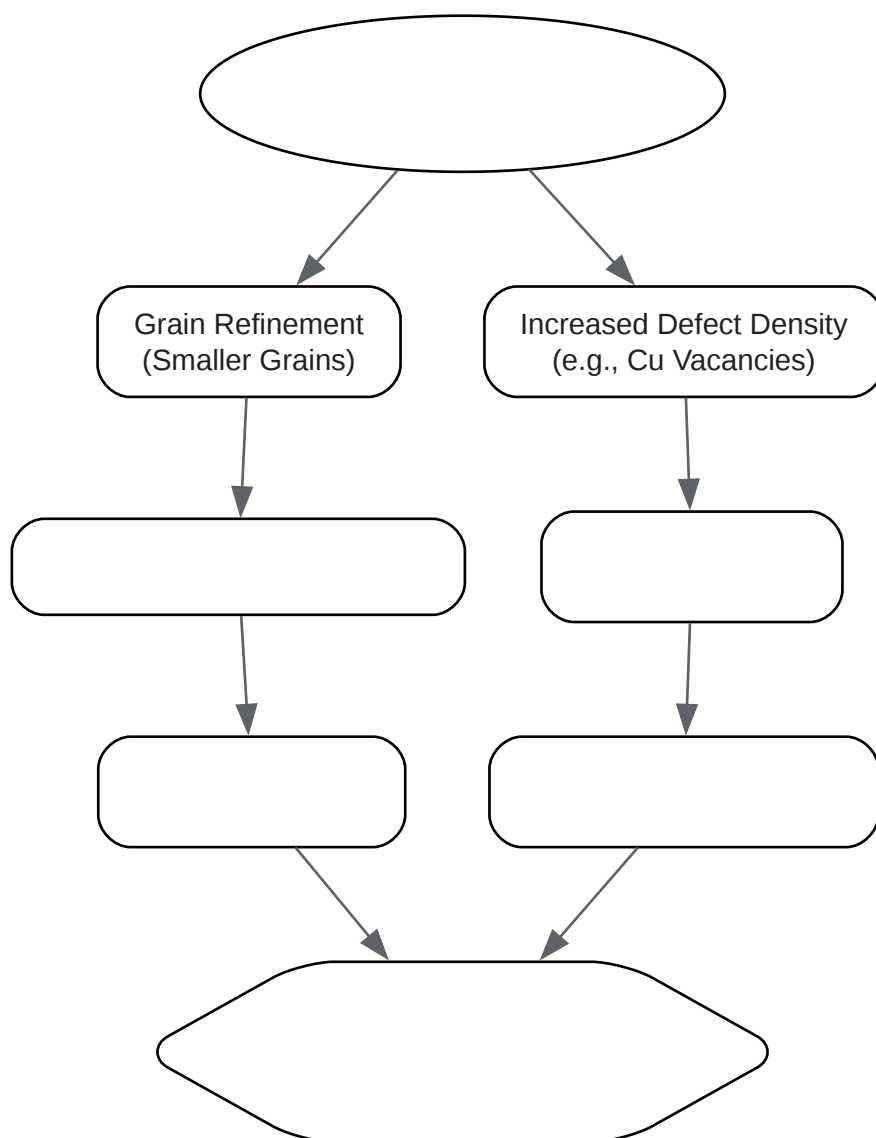 Grain Refinement
(Smaller Grains)
Increased Defect Density
(e.g., Cu Vacancies)